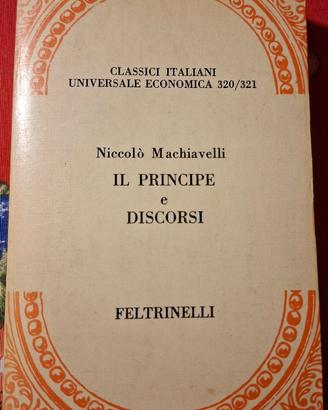 CLASSICI ITALIANI
UNIVERSALE ECONOMICA 320/321
Niccolò Machiavelli
IL PRINCIPE
e
DISCORSI
FELTRINELLI